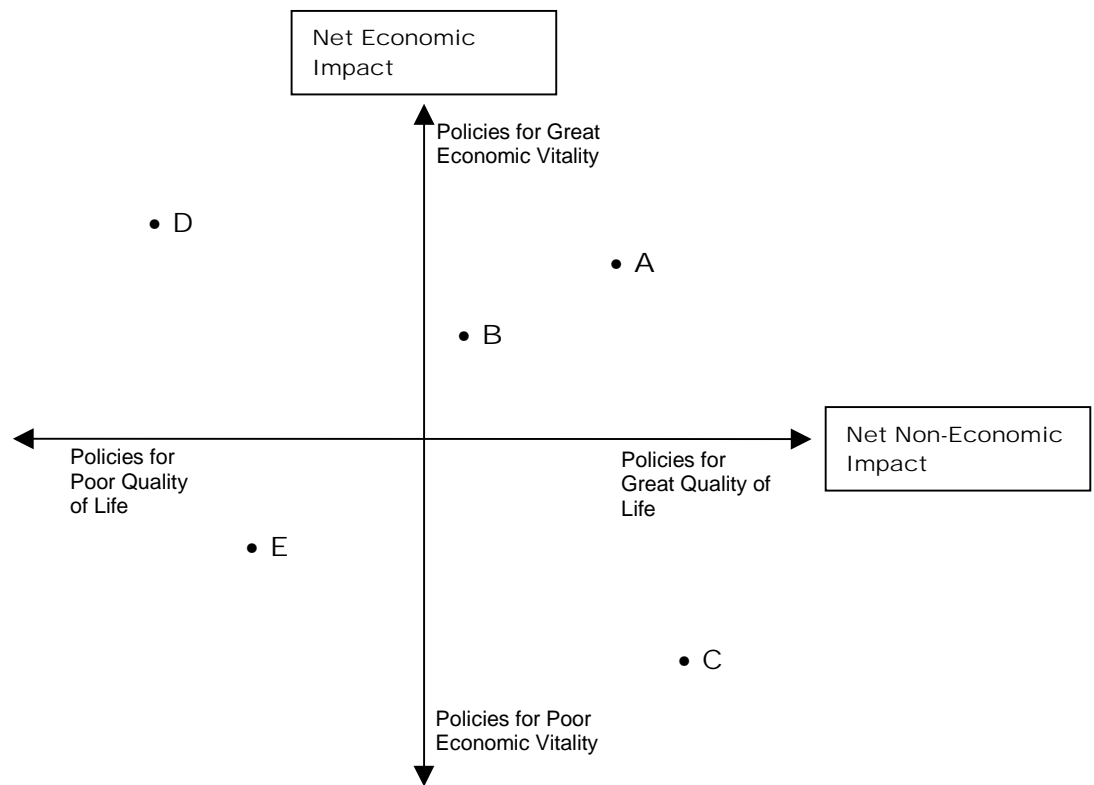 Net Economic
Impact
Policies for Great
Economic Vitality
D
A
B
Net Non-Economic
Impact
Policies for
Poor Quality
of Life
Policies for
Great Quality of
Life
E
C
Policies for Poor
Economic Vitality